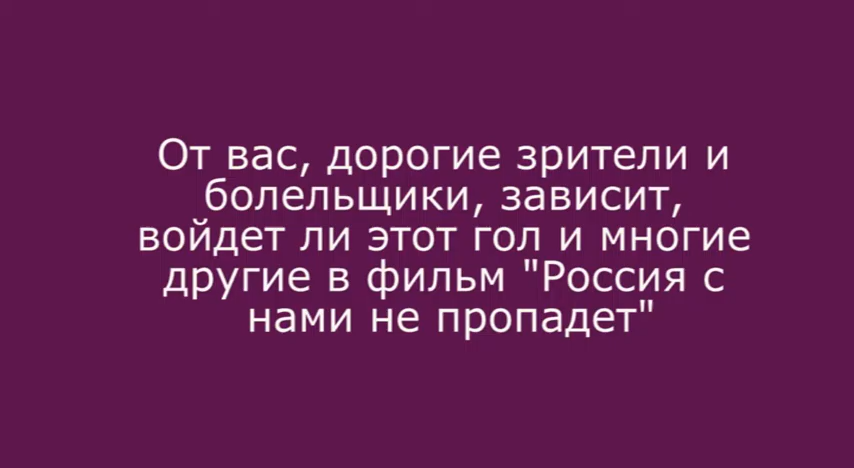 От вас, дорогие зрители и
болельщики, зависит,
войдет ли этот гол и многие
другие в фильм "Россия с
нами не пропадет"